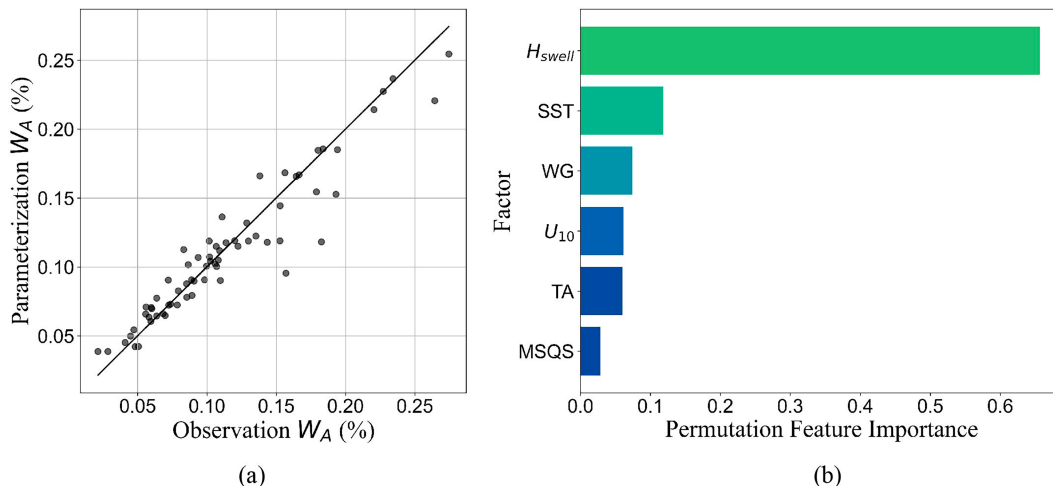 0.25
0.20
0.15
0.10
0.05
Parameterization W_A (%)
0.05 0.10 0.15 0.20 0.25
Observation W_A (%)
(a)
Factor
H_swell
SST
WG
U_10
TA
MSQS
0.0 0.1 0.2 0.3 0.4 0.5 0.6
Permutation Feature Importance
(b)